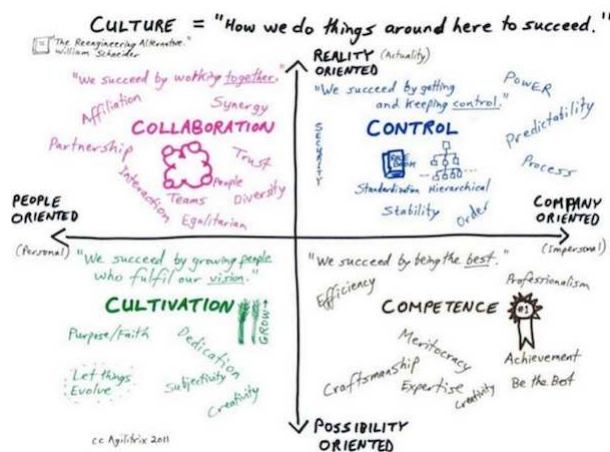 CULTURE = "How we do things around here to succeed."
"The Reengineering Alternative."
William Schneider
REALITY (Actuality)
ORIENTED
"We succeed by working together."
Affiliation
Synergy
COLLABORATION
Partnership
Trust
People
Interaction
Teams
Diversity
Egalitarian
"We succeed by getting
and keeping control."
POWER
SECURITY
CONTROL
Predictability
Process
Standardization
Hierarchical
Stability
Order
PEOPLE
ORIENTED
(Personal)
COMPANY
ORIENTED
(Impersonal)
"We succeed by growing people
who fulfil our vision."
CULTIVATION
GROW
Purpose/Faith
Dedication
Let things
Evolve
Subjectivity
Creativity
"We succeed by being the best."
Efficiency
Professionalism
COMPETENCE
#1
Meritocracy
Craftsmanship
Expertise
Creativity
Achievement
Be the Best
POSSIBILITY
ORIENTED
cc Agilitrix 2011